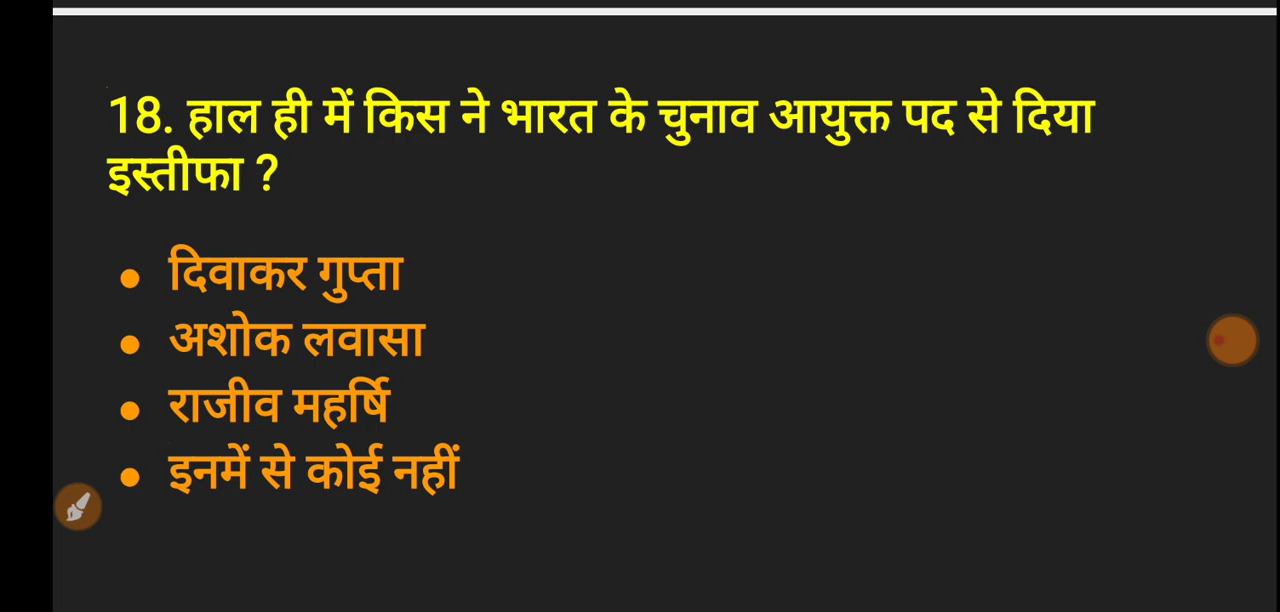 18. हाल ही में किस ने भारत के चुनाव आयुक्त पद से दिया
इस्तीफा ?
● दिवाकर गुप्ता
● अशोक लवासा
● राजीव महर्षि
● इनमें से कोई नहीं